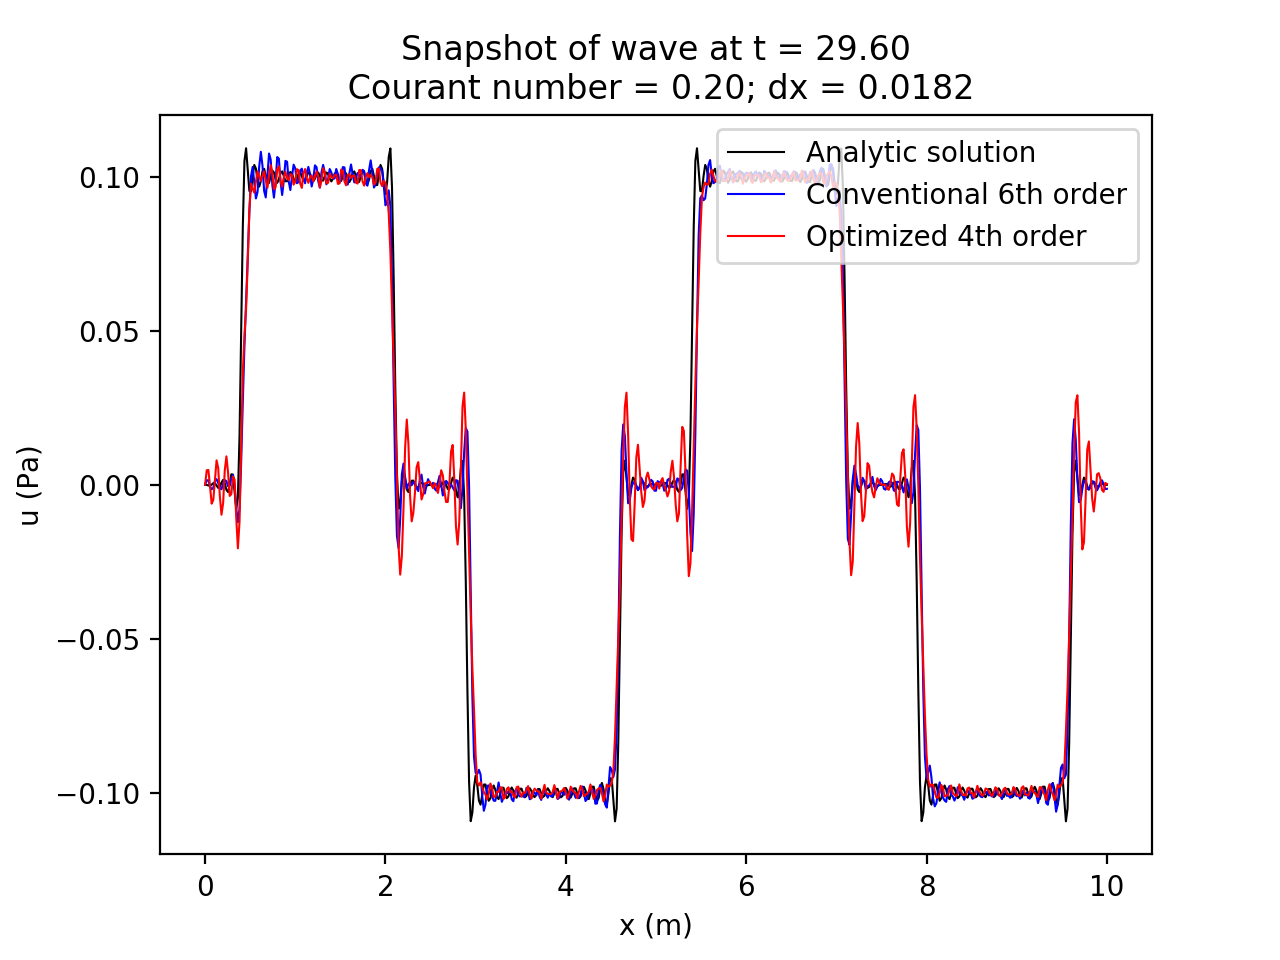 Snapshot of wave at t = 29.60
Courant number = 0.20; dx = 0.0182
Analytic solution
Conventional 6th order
Optimized 4th order
0.10
0.05
0.00
−0.05
−0.10
u (Pa)
0 2 4 6 8 10
x (m)